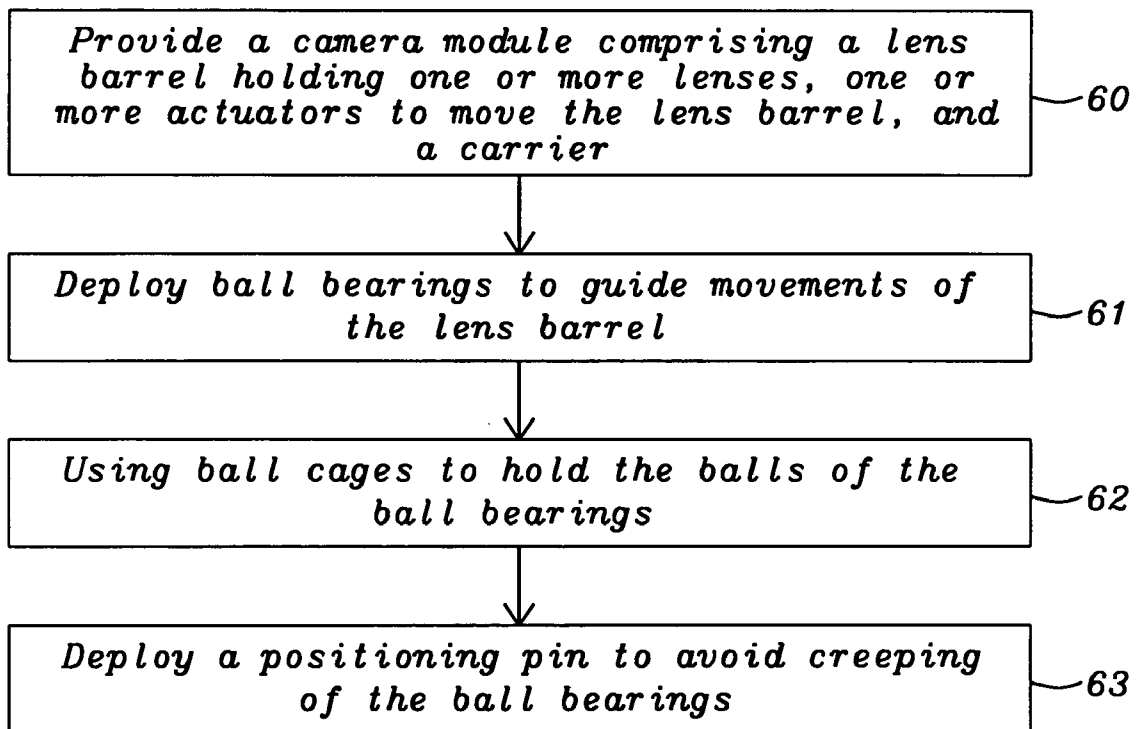 Provide a camera module comprising a lens
barrel holding one or more lenses, one or
more actuators to move the lens barrel, and
a carrier
60
Deploy ball bearings to guide movements of
the lens barrel
61
Using ball cages to hold the balls of the
ball bearings
62
Deploy a positioning pin to avoid creeping
of the ball bearings
63